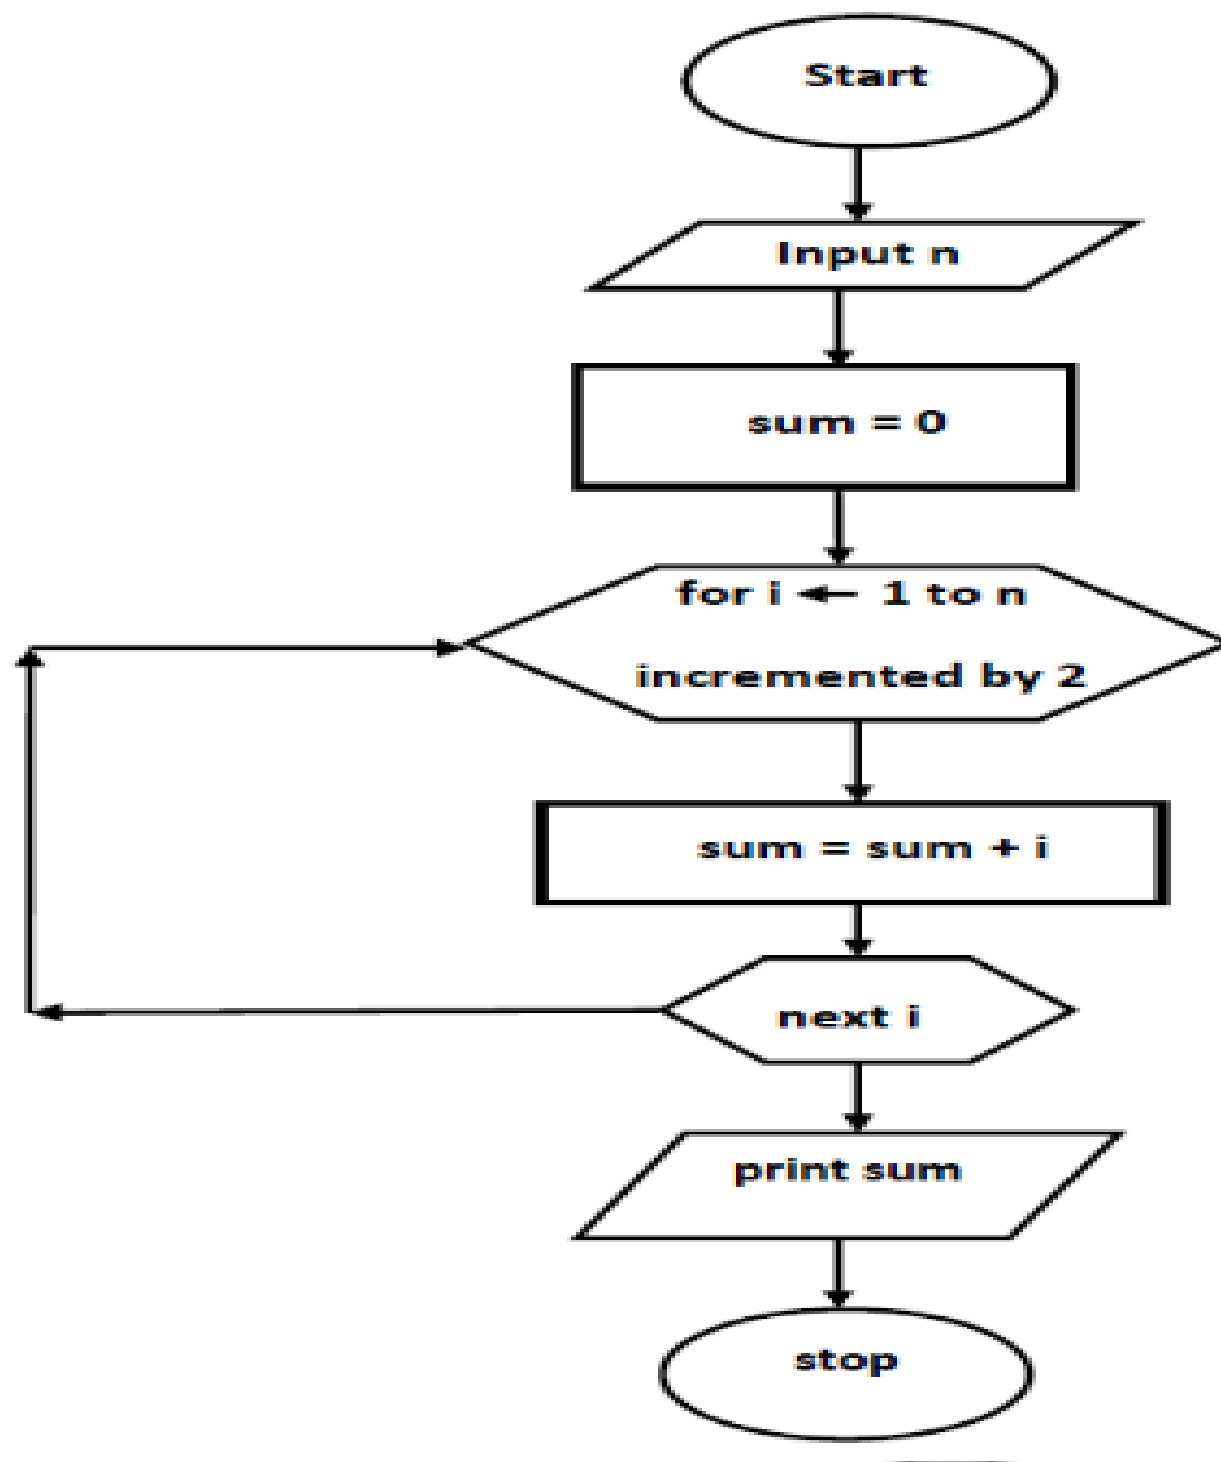 Start
Input n
sum = 0
for i ← 1 to n
incremented by 2
sum = sum + i
next i
print sum
stop